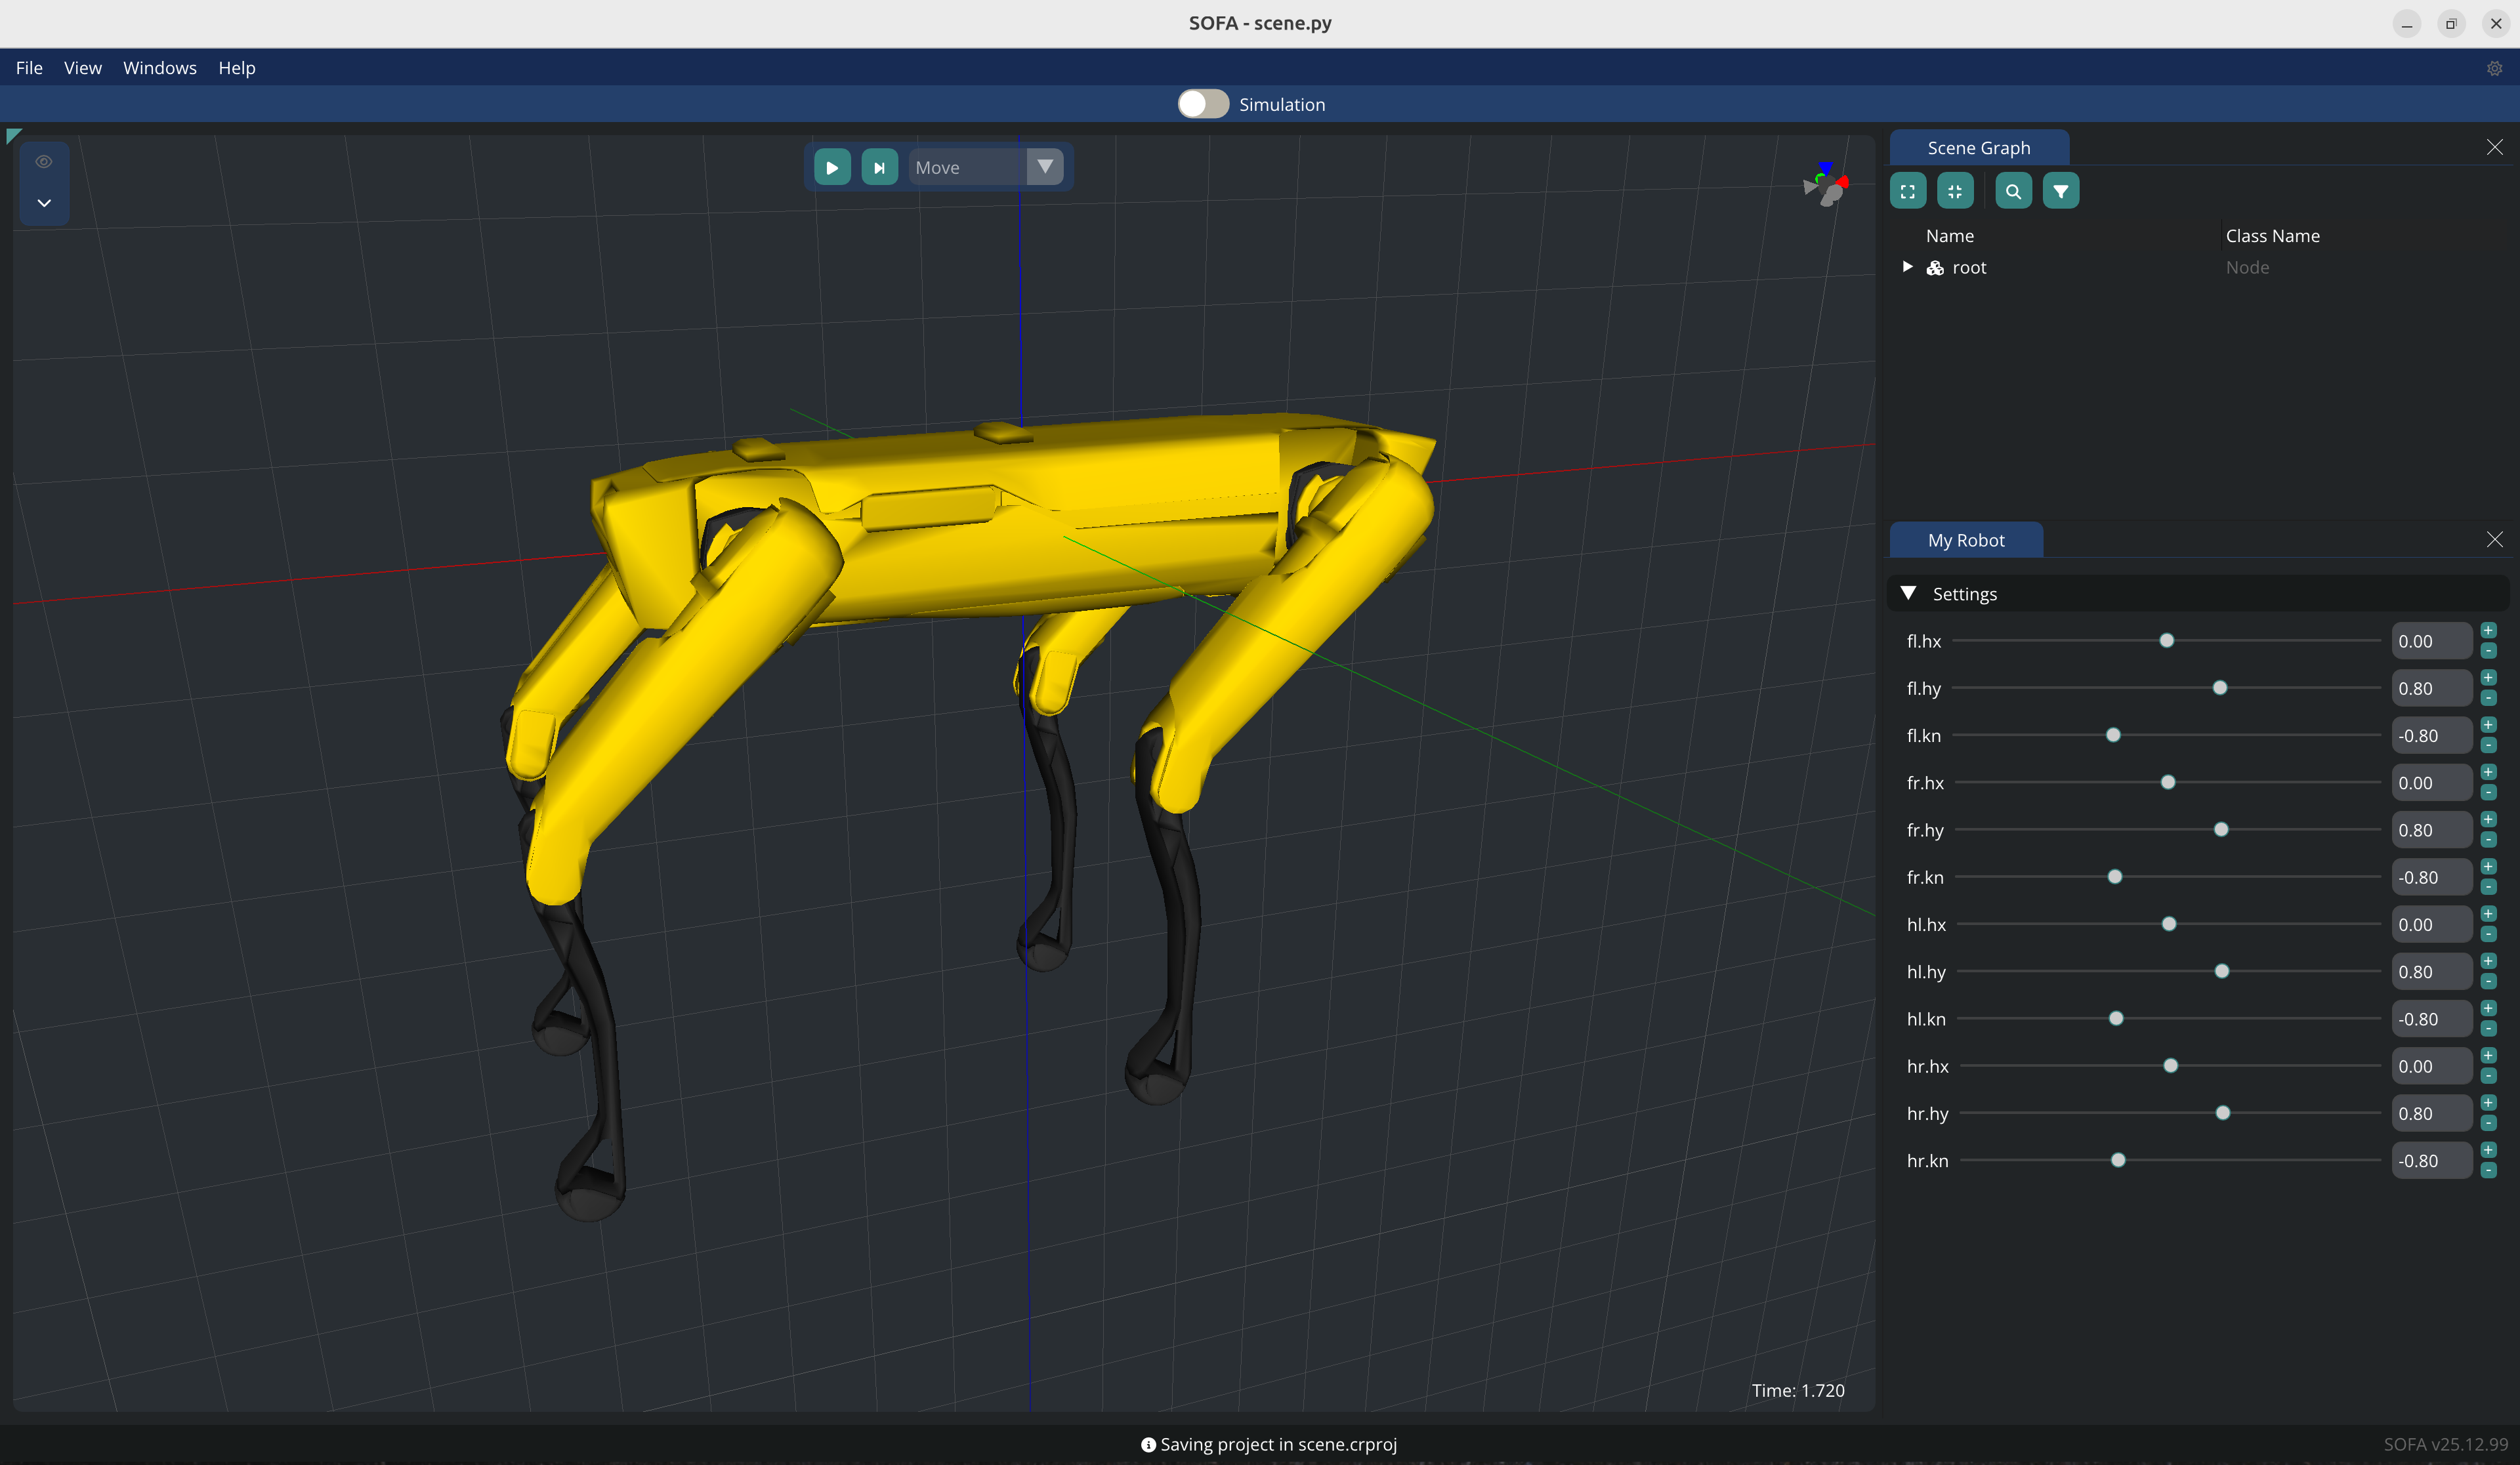 SOFA - scene.py
File View Windows Help
Simulation
Move
Scene Graph
Name Class Name
root Node
My Robot
Settings
fl.hx 0.00 + -
fl.hy 0.80 + -
fl.kn -0.80 + -
fr.hx 0.00 + -
fr.hy 0.80 + -
fr.kn -0.80 + -
hl.hx 0.00 + -
hl.hy 0.80 + -
hl.kn -0.80 + -
hr.hx 0.00 + -
hr.hy 0.80 + -
hr.kn -0.80 + -
Time: 1.720
Saving project in scene.crproj
SOFA v25.12.99